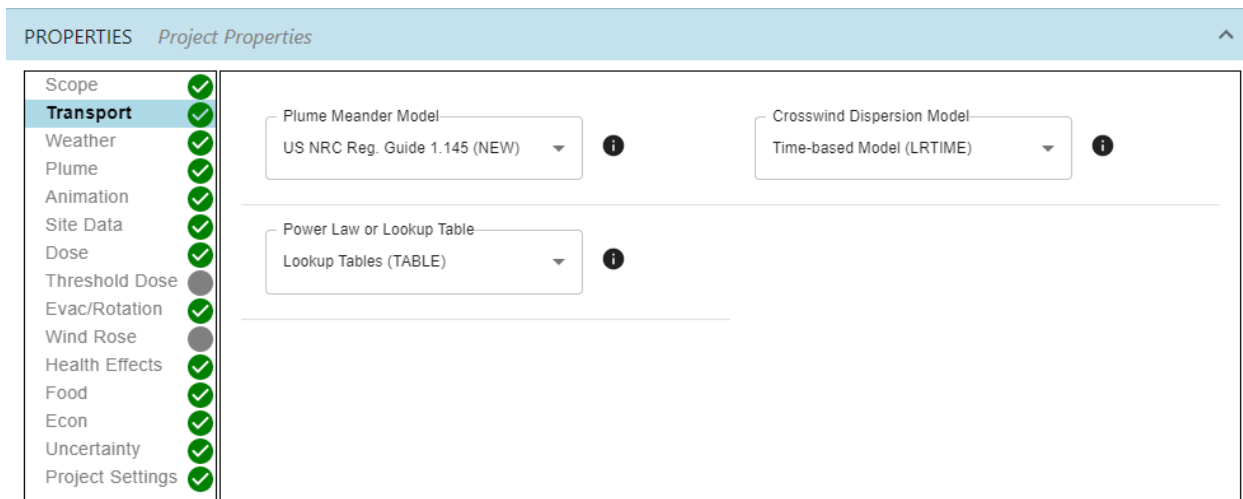 PROPERTIES Project Properties
Scope
Transport
Weather
Plume
Animation
Site Data
Dose
Threshold Dose
Evac/Rotation
Wind Rose
Health Effects
Food
Econ
Uncertainty
Project Settings
Plume Meander Model
US NRC Reg. Guide 1.145 (NEW)
Crosswind Dispersion Model
Time-based Model (LRTIME)
Power Law or Lookup Table
Lookup Tables (TABLE)